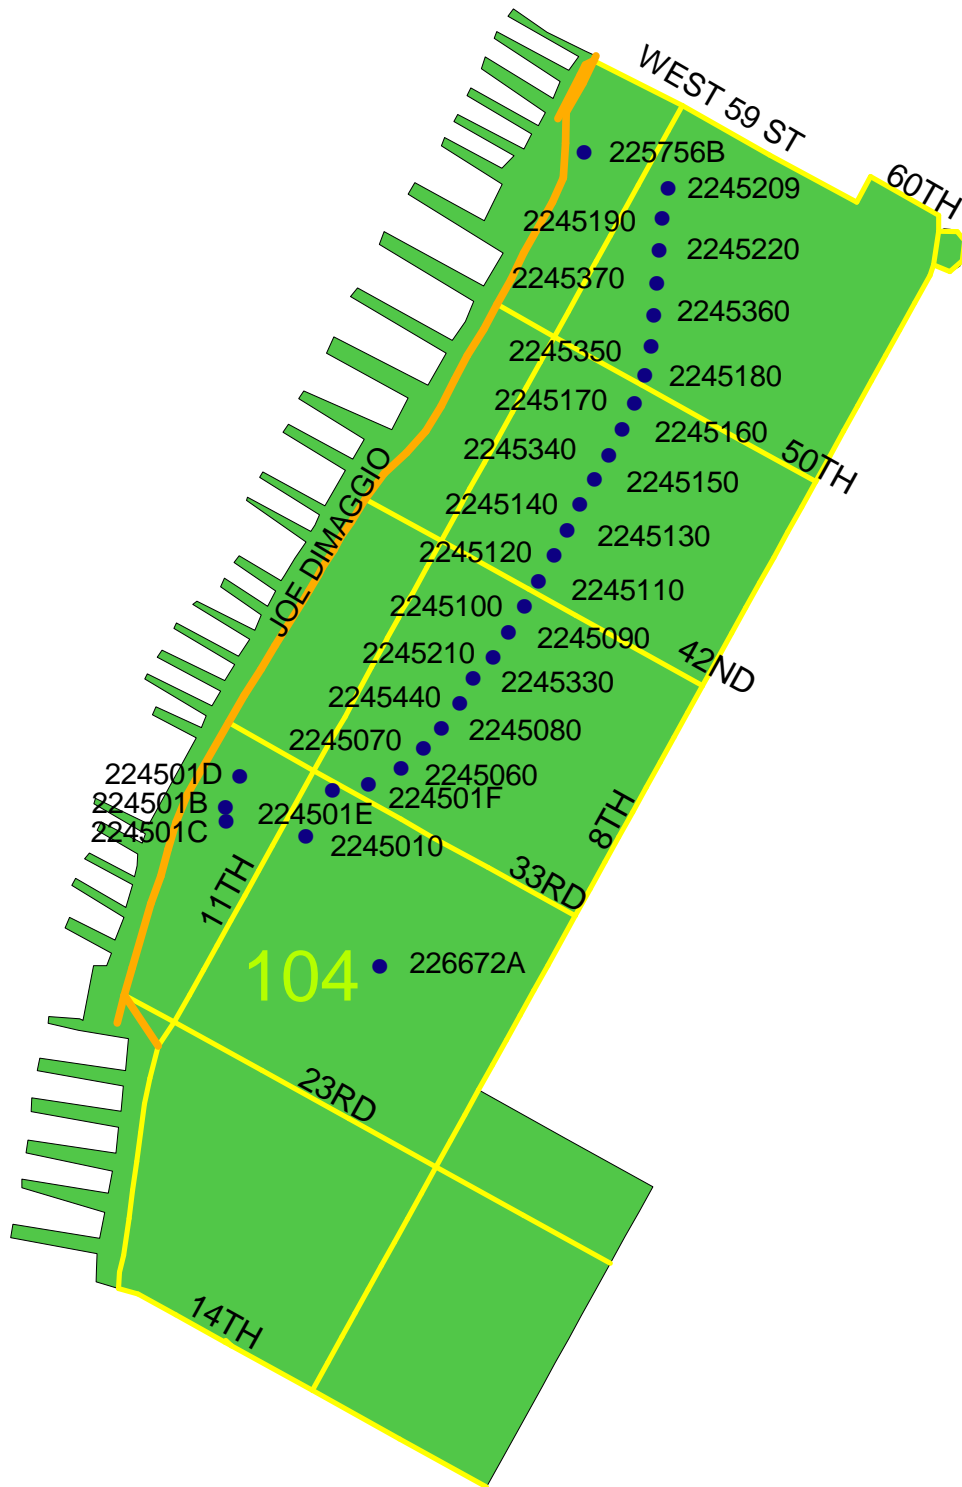 WEST 59 ST
60TH
225756B
2245209
2245190
2245220
2245370
2245360
2245350
2245180
2245170
2245160
2245340
50TH
2245150
2245140
JOE DIMAGGIO
2245130
2245120
2245110
2245100
2245090
2245210
42ND
2245330
2245440
2245080
2245070
224501D
2245060
224501B
224501F
224501E
8TH
224501C
2245010
11TH
33RD
104
226672A
23RD
14TH